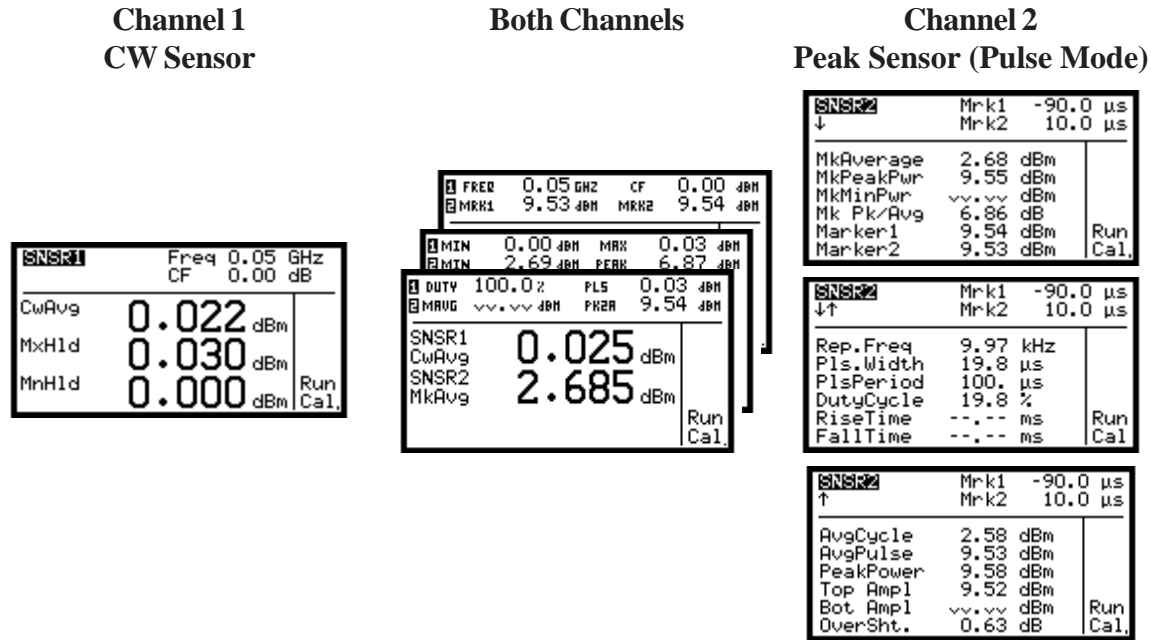 Channel 1
CW Sensor
SNSR1 Freq 0.05 GHz
CF 0.00 dB
CwAvg 0.022 dBm
MxHld 0.030 dBm
MnHld 0.000 dBm
Run
Cal.
Both Channels
1 FREQ 0.05 GHZ CF 0.00 dBM
2 MRK1 9.53 dBM MRK2 9.54 dBM
1 MIN 0.00 dBM MAX 0.03 dBM
2 MIN 2.69 dBM PEAK 6.87 dBM
1 DUTY 100.0 % PLS 0.03 dBM
2 MAVG vv.vv dBM PK2A 9.54 dBM
SNSR1
CwAvg 0.025 dBm
SNSR2
MkAvg 2.685 dBm
Run
Cal.
Channel 2
Peak Sensor (Pulse Mode)
SNSR2 Mrk1 -90.0 µs
↓ Mrk2 10.0 µs
MkAverage 2.68 dBm
MkPeakPwr 9.55 dBm
MkMinPwr vv.vv dBm
Mk Pk/Avg 6.86 dB
Marker1 9.54 dBm Run
Marker2 9.53 dBm Cal.
SNSR2 Mrk1 -90.0 µs
↓↑ Mrk2 10.0 µs
Rep.Freq 9.97 kHz
Pls.Width 19.8 µs
PlsPeriod 100. µs
DutyCycle 19.8 %
RiseTime --.-- ms Run
FallTime --.-- ms Cal
SNSR2 Mrk1 -90.0 µs
↑ Mrk2 10.0 µs
AvgCycle 2.58 dBm
AvgPulse 9.53 dBm
PeakPower 9.58 dBm
Top Ampl 9.52 dBm
Bot Ampl vv.vv dBm Run
OverSht. 0.63 dB Cal.